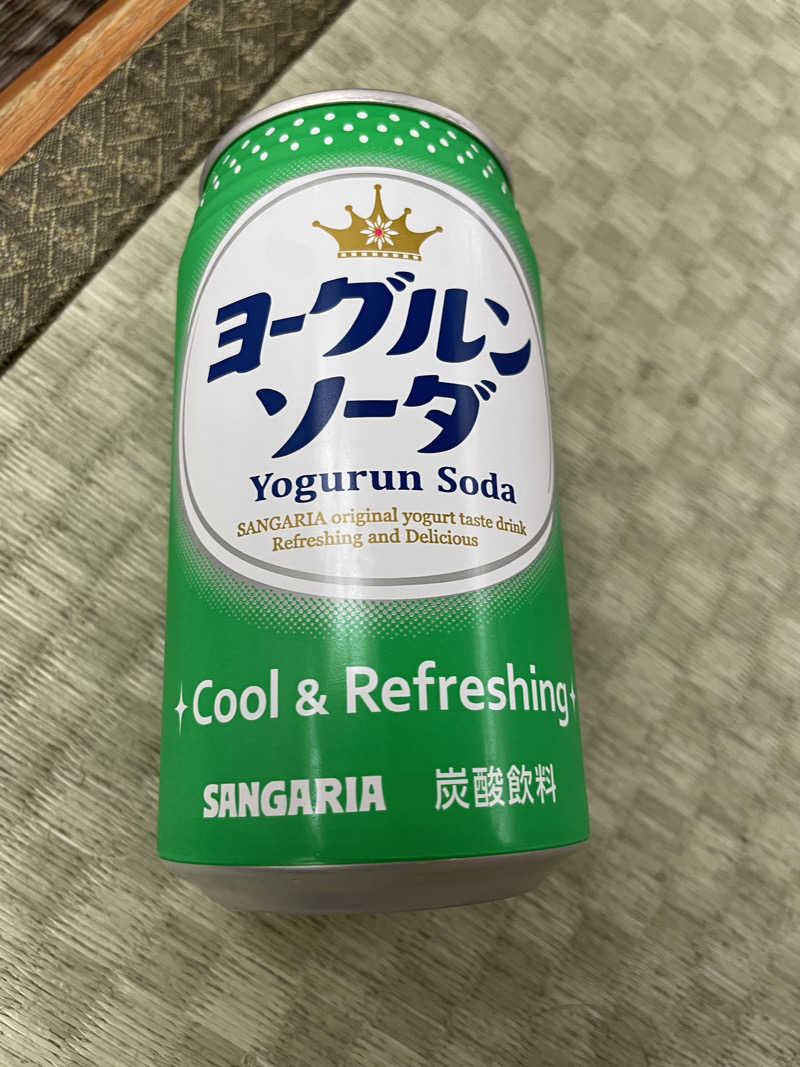 ヨーグルン
ソーダ
Yogurun Soda
SANGARIA original yogurt taste drink
Refreshing and Delicious
Cool & Refreshing
SANGARIA 炭酸飲料